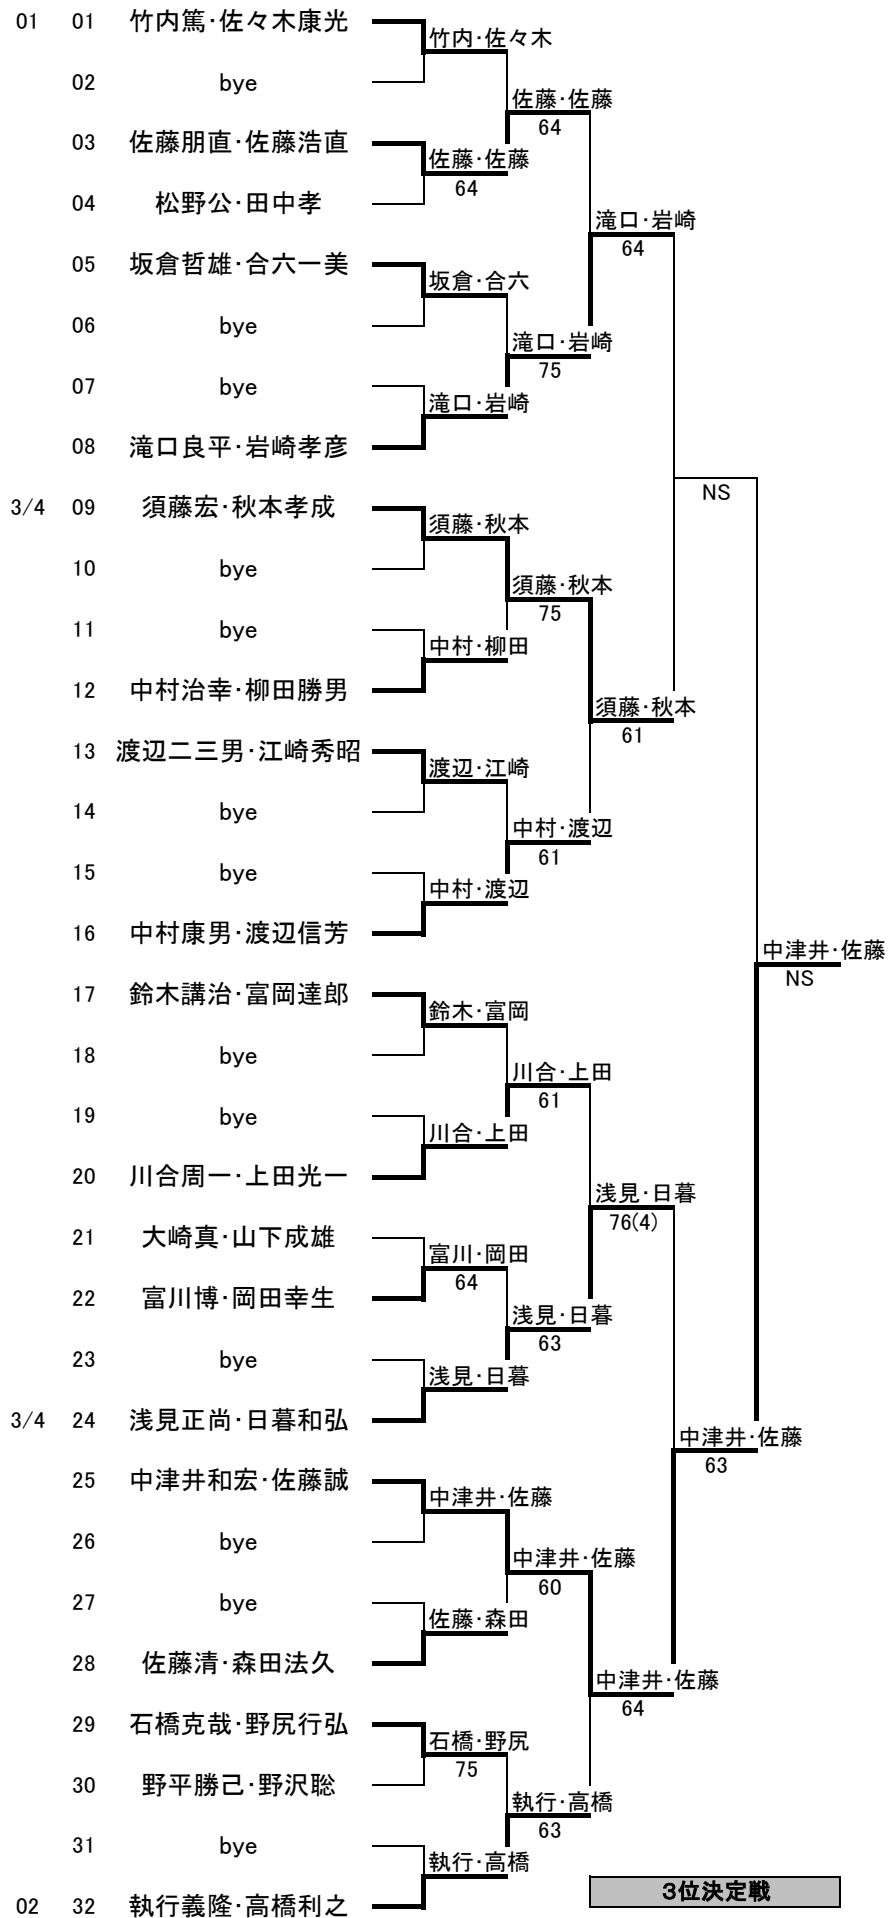 01 01 竹内篤・佐々木康光
竹内・佐々木
02 bye
佐藤・佐藤
64
03 佐藤朋直・佐藤浩直
佐藤・佐藤
64
04 松野公・田中孝
滝口・岩崎
64
05 坂倉哲雄・合六一美
坂倉・合六
06 bye
滝口・岩崎
75
07 bye
滝口・岩崎
08 滝口良平・岩崎孝彦
NS
3/4 09 須藤宏・秋本孝成
須藤・秋本
10 bye
須藤・秋本
75
11 bye
中村・柳田
12 中村治幸・柳田勝男
須藤・秋本
61
13 渡辺二三男・江崎秀昭
渡辺・江崎
14 bye
中村・渡辺
61
15 bye
中村・渡辺
16 中村康男・渡辺信芳
中津井・佐藤
NS
17 鈴木講治・富岡達郎
鈴木・富岡
18 bye
川合・上田
61
19 bye
川合・上田
20 川合周一・上田光一
浅見・日暮
76(4)
21 大崎真・山下成雄
富川・岡田
64
22 富川博・岡田幸生
浅見・日暮
63
23 bye
浅見・日暮
3/4 24 浅見正尚・日暮和弘
中津井・佐藤
63
25 中津井和宏・佐藤誠
中津井・佐藤
26 bye
中津井・佐藤
60
27 bye
佐藤・森田
28 佐藤清・森田法久
中津井・佐藤
64
29 石橋克哉・野尻行弘
石橋・野尻
75
30 野平勝己・野沢聡
執行・高橋
63
31 bye
執行・高橋
3位決定戦
02 32 執行義隆・高橋利之